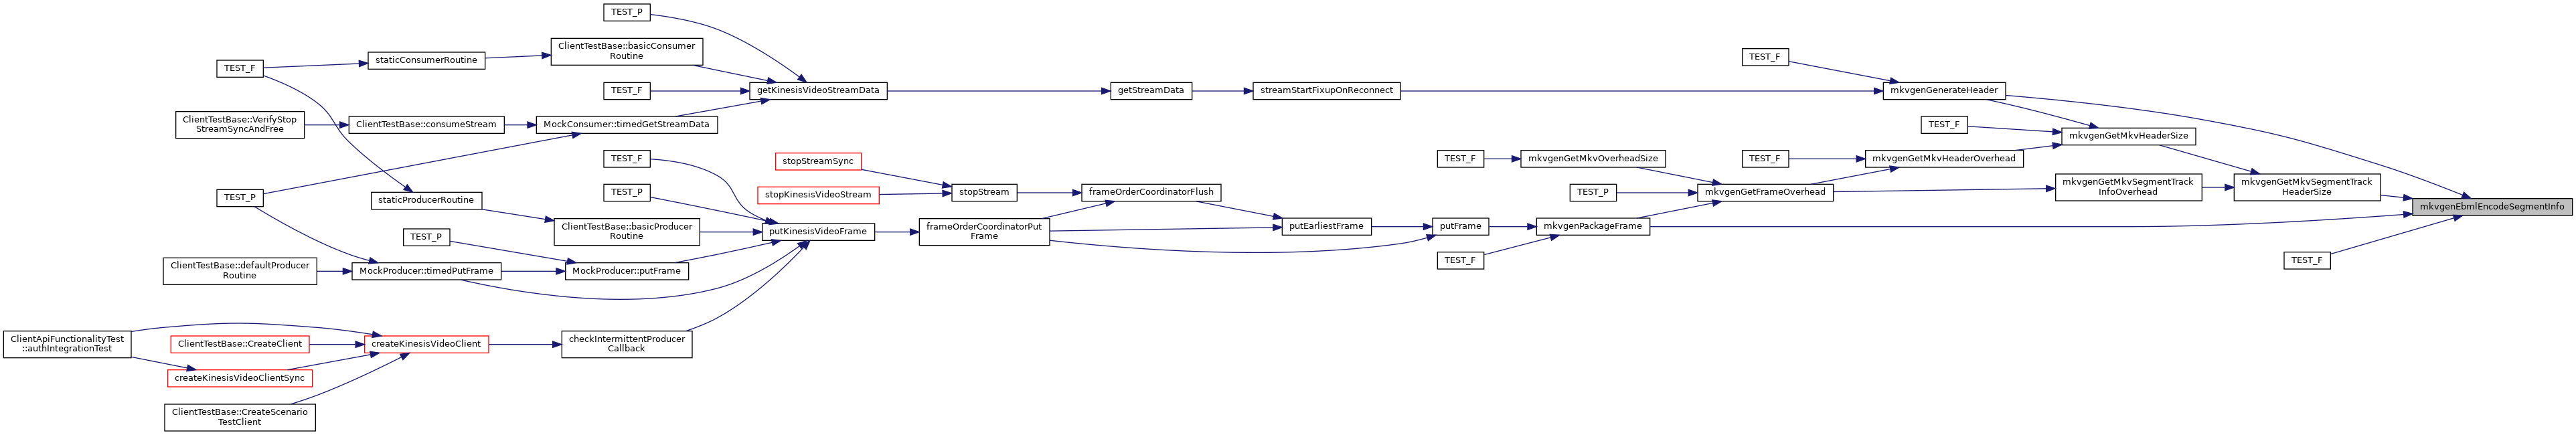 TEST_P
ClientTestBase::basicConsumer
Routine
staticConsumerRoutine
TEST_F
TEST_F
getKinesisVideoStreamData
getStreamData
streamStartFixupOnReconnect
TEST_F
mkvgenGenerateHeader
ClientTestBase::VerifyStop
StreamSyncAndFree
ClientTestBase::consumeStream
MockConsumer::timedGetStreamData
TEST_F
mkvgenGetMkvHeaderSize
TEST_F
stopStreamSync
TEST_F
mkvgenGetMkvOverheadSize
TEST_F
mkvgenGetMkvHeaderOverhead
TEST_P
staticProducerRoutine
TEST_P
stopKinesisVideoStream
stopStream
frameOrderCoordinatorFlush
TEST_P
mkvgenGetFrameOverhead
mkvgenGetMkvSegmentTrack
InfoOverhead
mkvgenGetMkvSegmentTrack
HeaderSize
mkvgenEbmlEncodeSegmentInfo
TEST_P
ClientTestBase::basicProducer
Routine
putKinesisVideoFrame
frameOrderCoordinatorPut
Frame
putEarliestFrame
putFrame
mkvgenPackageFrame
TEST_F
TEST_F
ClientTestBase::defaultProducer
Routine
MockProducer::timedPutFrame
MockProducer::putFrame
ClientApiFunctionalityTest
::authIntegrationTest
ClientTestBase::CreateClient
createKinesisVideoClient
checkIntermittentProducer
Callback
createKinesisVideoClientSync
ClientTestBase::CreateScenario
TestClient